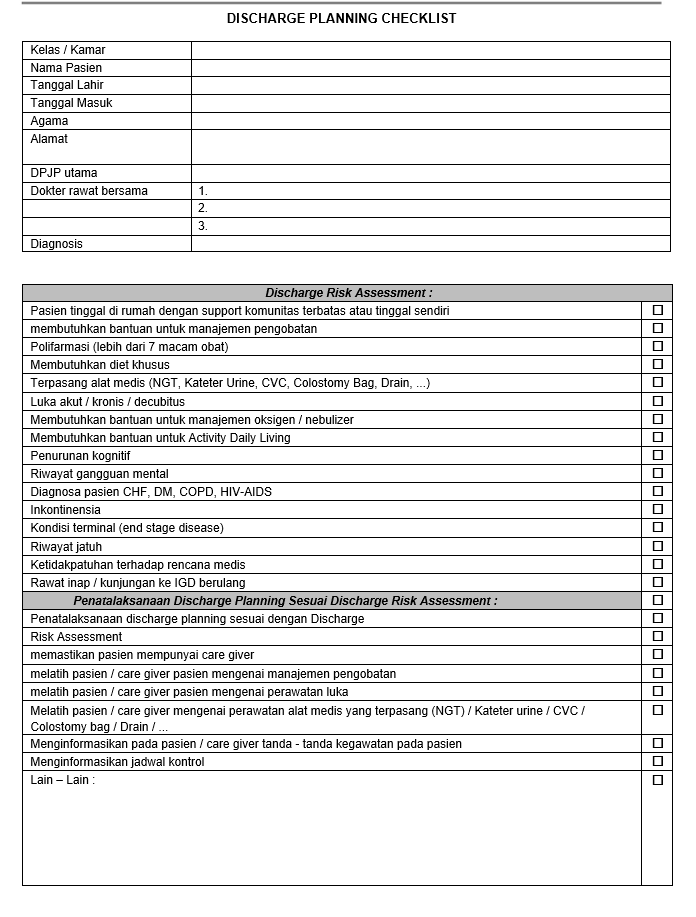 DISCHARGE PLANNING CHECKLIST
Kelas / Kamar
Nama Pasien
Tanggal Lahir
Tanggal Masuk
Agama
Alamat
DPJP utama
Dokter rawat bersama 1.
2.
3.
Diagnosis
Discharge Risk Assessment :
Pasien tinggal di rumah dengan support komunitas terbatas atau tinggal sendiri
membutuhkan bantuan untuk manajemen pengobatan
Polifarmasi (lebih dari 7 macam obat)
Membutuhkan diet khusus
Terpasang alat medis (NGT, Kateter Urine, CVC, Colostomy Bag, Drain, ...)
Luka akut / kronis / decubitus
Membutuhkan bantuan untuk manajemen oksigen / nebulizer
Membutuhkan bantuan untuk Activity Daily Living
Penurunan kognitif
Riwayat gangguan mental
Diagnosa pasien CHF, DM, COPD, HIV-AIDS
Inkontinensia
Kondisi terminal (end stage disease)
Riwayat jatuh
Ketidakpatuhan terhadap rencana medis
Rawat inap / kunjungan ke IGD berulang
Penatalaksanaan Discharge Planning Sesuai Discharge Risk Assessment :
Penatalaksanaan discharge planning sesuai dengan Discharge
Risk Assessment
memastikan pasien mempunyai care giver
melatih pasien / care giver pasien mengenai manajemen pengobatan
melatih pasien / care giver pasien mengenai perawatan luka
Melatih pasien / care giver mengenai perawatan alat medis yang terpasang (NGT) / Kateter urine / CVC /
Colostomy bag / Drain / ...
Menginformasikan pada pasien / care giver tanda - tanda kegawatan pada pasien
Menginformasikan jadwal kontrol
Lain – Lain :